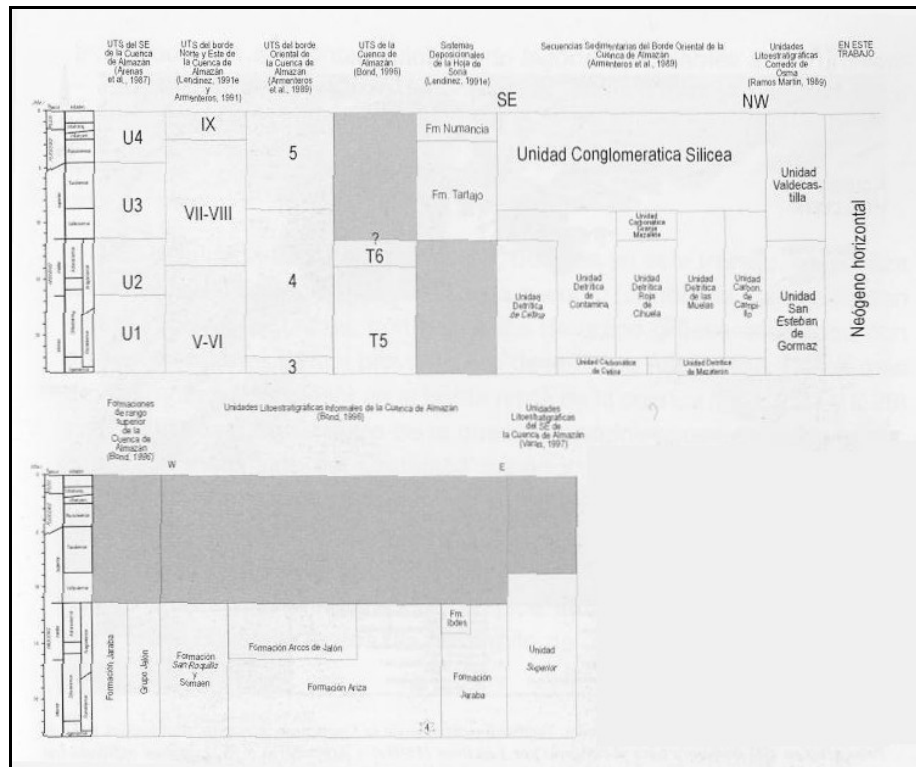 UTS del SE
de la Cuenca
de Almazán
(Arenas
et al., 1987)
UTS del borde
Norte y Este de
la Cuenca de
Almazán
(Lendinez, 1991e
y
Armenteros, 1991)
UTS del borde
Oriental de
la Cuenca de
Almazán
(Armenteros
et al., 1989)
UTS de la
Cuenca de
Almazán
(Bond, 1996)
Sistemas
Deposicionales
de la Hoja de
Soria
(Lendinez, 1991e)
Secuencias Sedimentarias del Borde Oriental de la
Cuenca de Almazán
(Armenteros et al., 1989)
Unidades
Litoestratigráficas
Corredor de
Osma
(Ramos Martin, 1989)
EN ESTE
TRABAJO
SE
NW
U4
U3
U2
U1
IX
VII-VIII
V-VI
5
4
3
?
T6
T5
Fm Numancia
Fm. Tartajo
Unidad Conglomeratica Silicea
Unidad
Detrítica
de Cetina
Unidad
Detrítica
de
Contamina
Unidad
Carbonatica
Granja
Mazalete
Unidad
Detrítica
Roja
de
Cihuela
Unidad
Detrítica
de las
Muelas
Unidad
Carbon.
de
Campi-
llo
Unidad Carbonatica
de Cetina
Unidad Detrítica
de Mazaterón
Unidad
Valdecas-
tilla
Unidad
San
Esteban
de
Gormaz
Neógeno horizontal
Formaciones
de rango
superior
de la
Cuenca de
Almazán
(Bond, 1996)
Unidades Litoestratigráficas Informales de la Cuenca de Almazán
(Bond, 1996)
Unidades
Litoestratigráficas
del SE de
la Cuenca de Almazán
(Varas, 1997)
?
W
E
Formación Jaraba
Grupo Jalón
Formación
San Roquillo
y
Somaen
Formación Arcos de Jalón
Formación Ariza
Fm.
Ibdes
Formación
Jaraba
Unidad
Superior
4